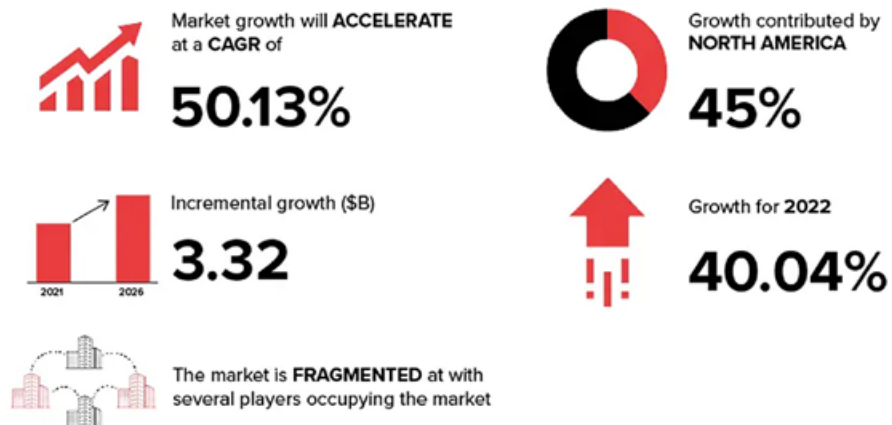 Market growth will ACCELERATE
at a CAGR of
50.13%
Growth contributed by
NORTH AMERICA
45%
Incremental growth ($B)
3.32
2021
2026
Growth for 2022
40.04%
The market is FRAGMENTED at with
several players occupying the market